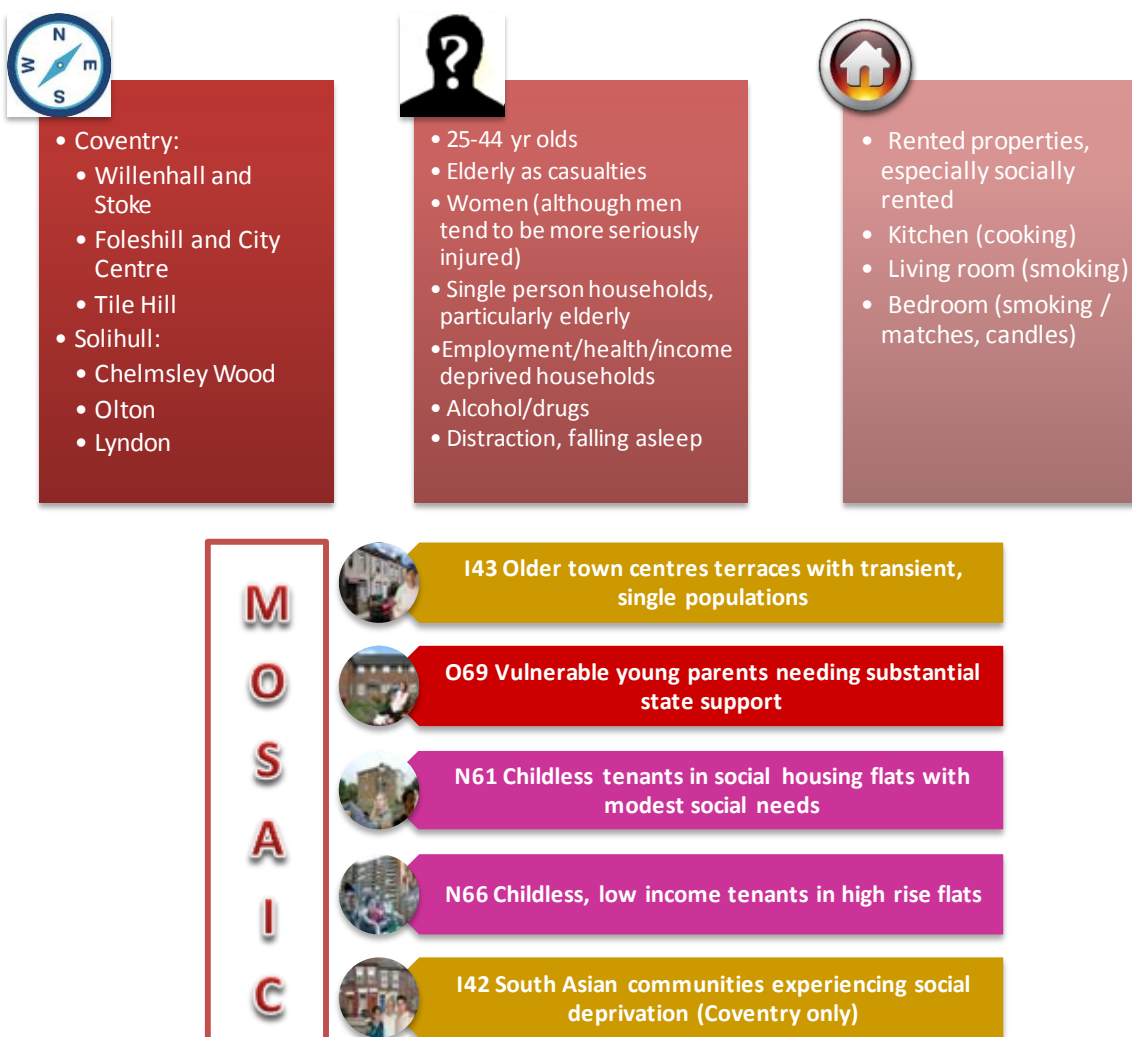 N
E
S
W
• Coventry:
• Willenhall and
Stoke
• Foleshill and City
Centre
• Tile Hill
• Solihull:
• Chelmsley Wood
• Olton
• Lyndon
?
• 25-44 yr olds
• Elderly as casualties
• Women (although men
tend to be more seriously
injured)
• Single person households,
particularly elderly
•Employment/health/income
deprived households
• Alcohol/drugs
• Distraction, falling asleep
• Rented properties,
especially socially
rented
• Kitchen (cooking)
• Living room (smoking)
• Bedroom (smoking /
matches, candles)
M
O
S
A
I
C
I43 Older town centres terraces with transient,
single populations
O69 Vulnerable young parents needing substantial
state support
N61 Childless tenants in social housing flats with
modest social needs
N66 Childless, low income tenants in high rise flats
I42 South Asian communities experiencing social
deprivation (Coventry only)